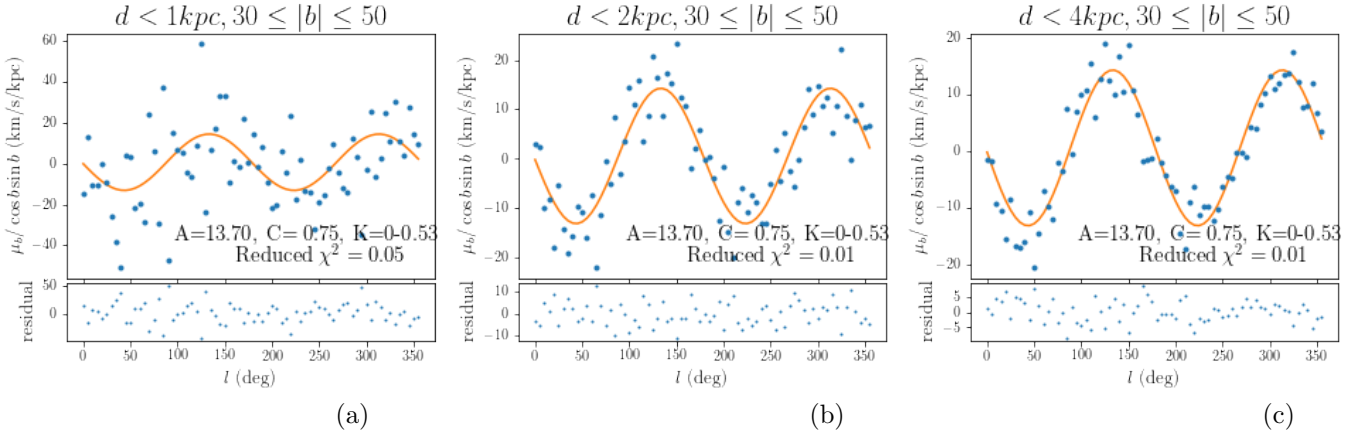 d < 1kpc, 30 ≤ |b| ≤ 50
μ_b/ cos b sin b (km/s/kpc)
60
40
20
0
−20
−40
A=13.70, C= 0.75, K=0-0.53
Reduced χ² = 0.05
residual
50
0
0 50 100 150 200 250 300 350
l (deg)
(a)
d < 2kpc, 30 ≤ |b| ≤ 50
μ_b/ cos b sin b (km/s/kpc)
20
10
0
−10
−20
A=13.70, C= 0.75, K=0-0.53
Reduced χ² = 0.01
residual
10
0
−10
0 50 100 150 200 250 300 350
l (deg)
(b)
d < 4kpc, 30 ≤ |b| ≤ 50
μ_b/ cos b sin b (km/s/kpc)
20
10
0
−10
−20
A=13.70, C= 0.75, K=0-0.53
Reduced χ² = 0.01
residual
5
0
−5
0 50 100 150 200 250 300 350
l (deg)
(c)